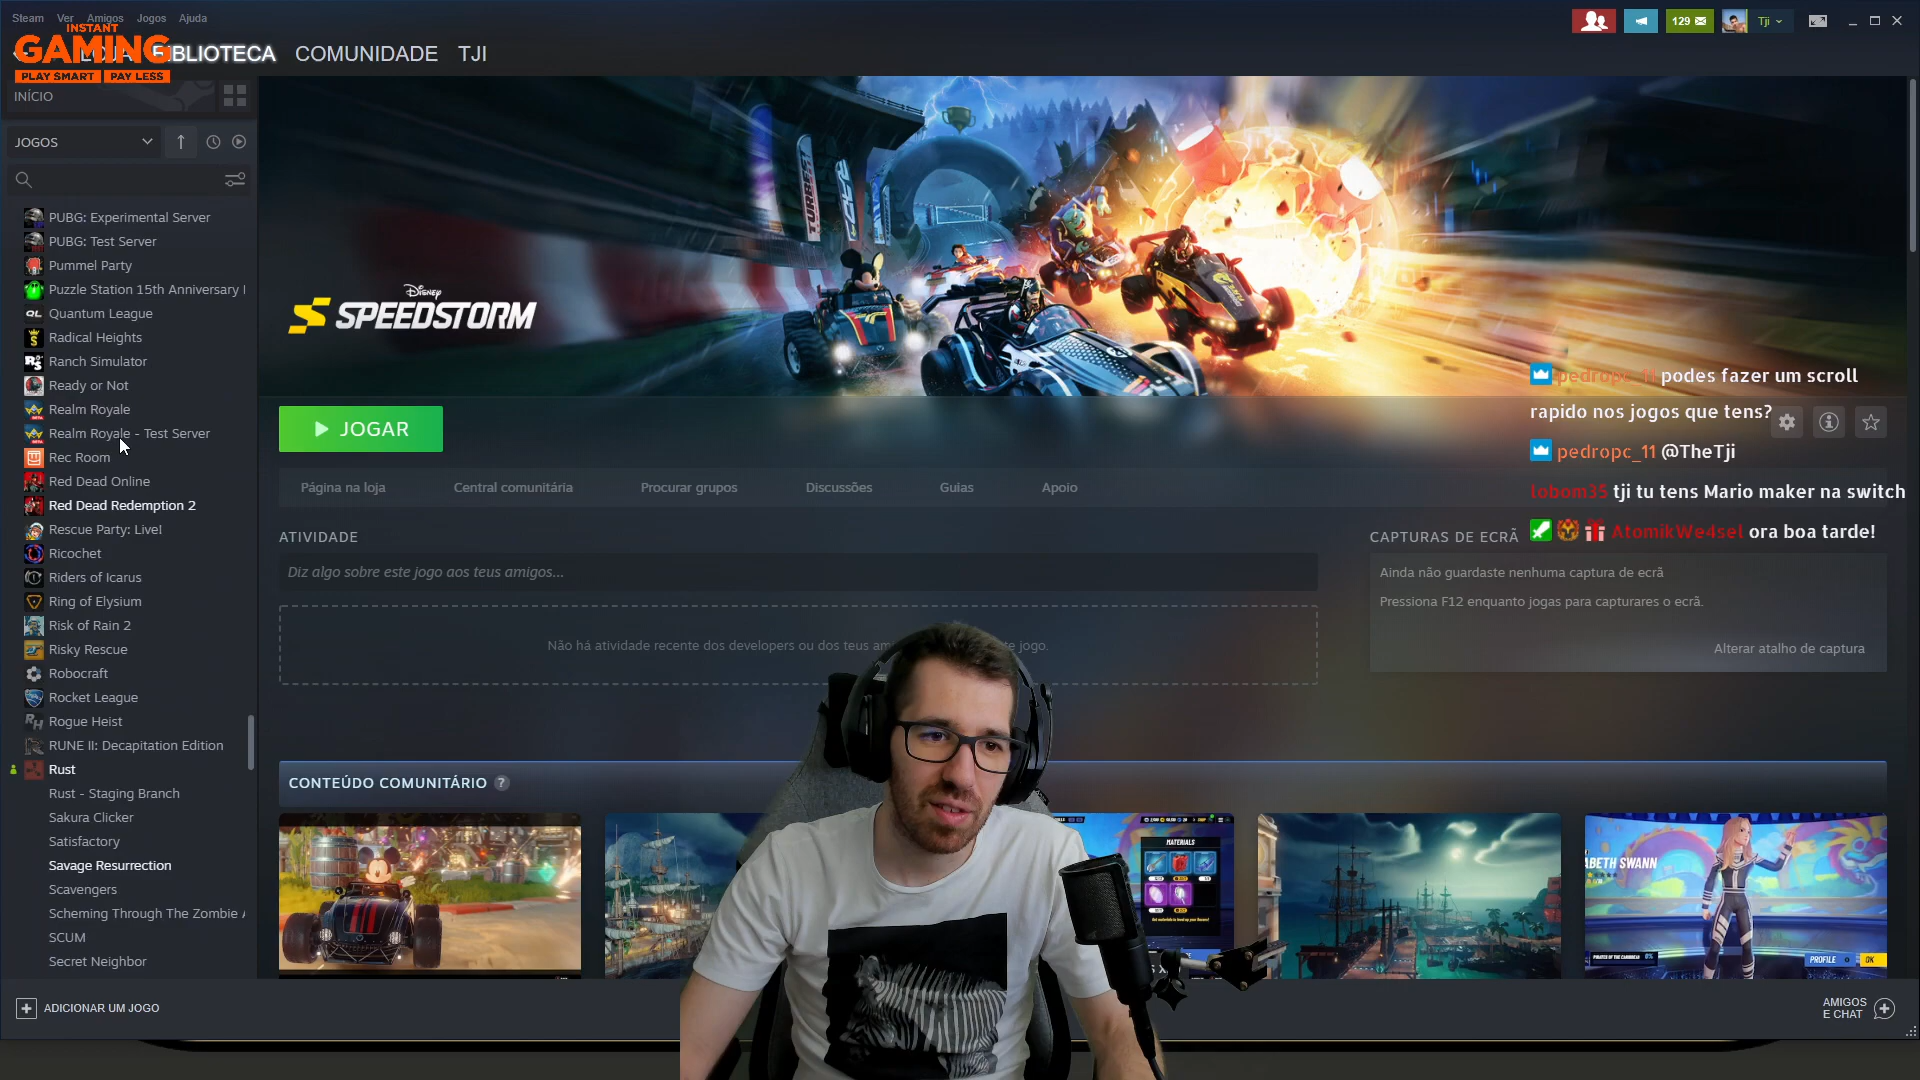 Steam Ver Amigos Jogos Ajuda
129
Tji
INSTANT
GAMING
PLAY SMART PAY LESS
BIBLIOTECA COMUNIDADE TJI
INÍCIO
JOGOS
PUBG: Experimental Server
PUBG: Test Server
Pummel Party
Puzzle Station 15th Anniversary
Quantum League
Radical Heights
Ranch Simulator
Ready or Not
Realm Royale
Realm Royale - Test Server
Rec Room
Red Dead Online
Red Dead Redemption 2
Rescue Party: Live!
Ricochet
Riders of Icarus
Ring of Elysium
Risk of Rain 2
Risky Rescue
Robocraft
Rocket League
Rogue Heist
RUNE II: Decapitation Edition
Rust
Rust - Staging Branch
Sakura Clicker
Satisfactory
Savage Resurrection
Scavengers
Scheming Through The Zombie
SCUM
Secret Neighbor
ADICIONAR UM JOGO
Disney
SPEEDSTORM
JOGAR
Página na loja Central comunitária Procurar grupos Discussões Guias Apoio
ATIVIDADE
Diz algo sobre este jogo aos teus amigos...
Não há atividade recente dos developers ou dos teus jogo.
CAPTURAS DE ECRÃ
Ainda não guardaste nenhuma captura de ecrã
Pressiona F12 enquanto jogas para capturares o ecrã.
Alterar atalho de captura
pedropc_11 podes fazer um scroll
rapido nos jogos que tens?
pedropc_11 @TheTji
lobom35 tji tu tens Mario maker na switch
AtomikWe4sel ora boa tarde!
CONTEÚDO COMUNITÁRIO ?
MATERIALS
ABETH SWANN
PIRATES OF THE CARIBBEAN
PROFILE
OK
AMIGOS
E CHAT